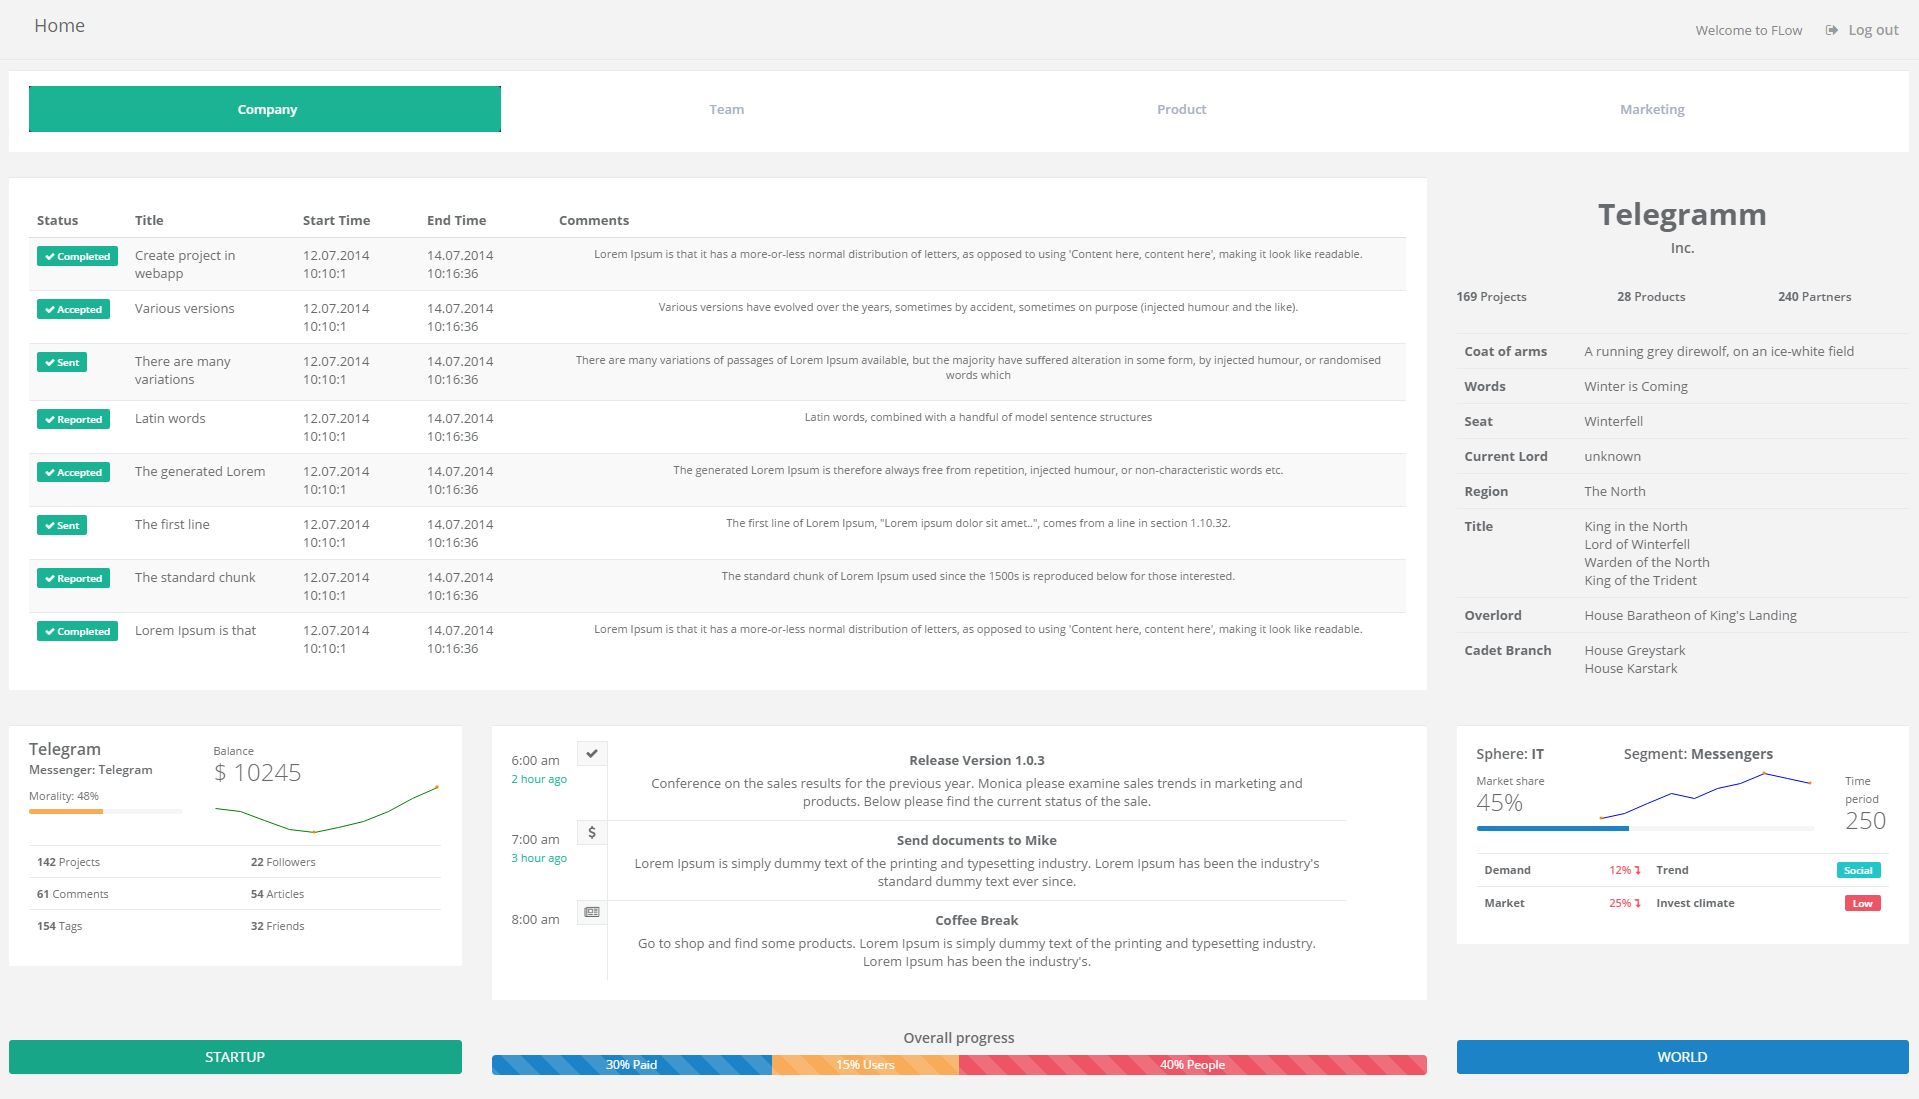 Home
Welcome to FLow
Log out
Company
Team
Product
Marketing
Status Title Start Time End Time Comments
Completed
Create project in
webapp
12.07.2014
10:10:1
14.07.2014
10:16:36
Lorem Ipsum is that it has a more-or-less normal distribution of letters, as opposed to using 'Content here, content here', making it look like readable.
Accepted
Various versions
12.07.2014
10:10:1
14.07.2014
10:16:36
Various versions have evolved over the years, sometimes by accident, sometimes on purpose (injected humour and the like).
Sent
There are many
variations
12.07.2014
10:10:1
14.07.2014
10:16:36
There are many variations of passages of Lorem Ipsum available, but the majority have suffered alteration in some form, by injected humour, or randomised
words which
Reported
Latin words
12.07.2014
10:10:1
14.07.2014
10:16:36
Latin words, combined with a handful of model sentence structures
Accepted
The generated Lorem
12.07.2014
10:10:1
14.07.2014
10:16:36
The generated Lorem Ipsum is therefore always free from repetition, injected humour, or non-characteristic words etc.
Sent
The first line
12.07.2014
10:10:1
14.07.2014
10:16:36
The first line of Lorem Ipsum, "Lorem ipsum dolor sit amet..", comes from a line in section 1.10.32.
Reported
The standard chunk
12.07.2014
10:10:1
14.07.2014
10:16:36
The standard chunk of Lorem Ipsum used since the 1500s is reproduced below for those interested.
Completed
Lorem Ipsum is that
12.07.2014
10:10:1
14.07.2014
10:16:36
Lorem Ipsum is that it has a more-or-less normal distribution of letters, as opposed to using 'Content here, content here', making it look like readable.
Telegramm
Inc.
169 Projects
28 Products
240 Partners
Coat of arms A running grey direwolf, on an ice-white field
Words Winter is Coming
Seat Winterfell
Current Lord unknown
Region The North
Title King in the North
Lord of Winterfell
Warden of the North
King of the Trident
Overlord House Baratheon of King's Landing
Cadet Branch House Greystark
House Karstark
Telegram
Messenger: Telegram
Morality: 48%
Balance
$ 10245
142 Projects 22 Followers
61 Comments 54 Articles
154 Tags 32 Friends
6:00 am
2 hour ago
Release Version 1.0.3
Conference on the sales results for the previous year. Monica please examine sales trends in marketing and
products. Below please find the current status of the sale.
7:00 am
3 hour ago
Send documents to Mike
Lorem Ipsum is simply dummy text of the printing and typesetting industry. Lorem Ipsum has been the industry's
standard dummy text ever since.
8:00 am
Coffee Break
Go to shop and find some products. Lorem Ipsum is simply dummy text of the printing and typesetting industry.
Lorem Ipsum has been the industry's.
Sphere: IT
Segment: Messengers
Market share
45%
Time
period
250
Demand 12% Trend Social
Market 25% Invest climate Low
STARTUP
Overall progress
30% Paid
15% Users
40% People
WORLD